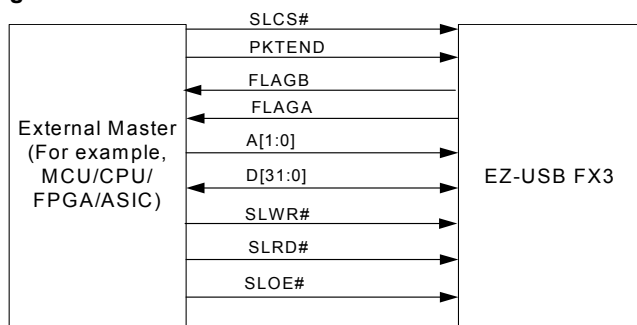 SLCS#
PKTEND
FLAGB
FLAGA
External Master
(For example,
MCU/CPU/
FPGA/ASIC)
A[1:0]
D[31:0]
EZ-USB FX3
SLWR#
SLRD#
SLOE#